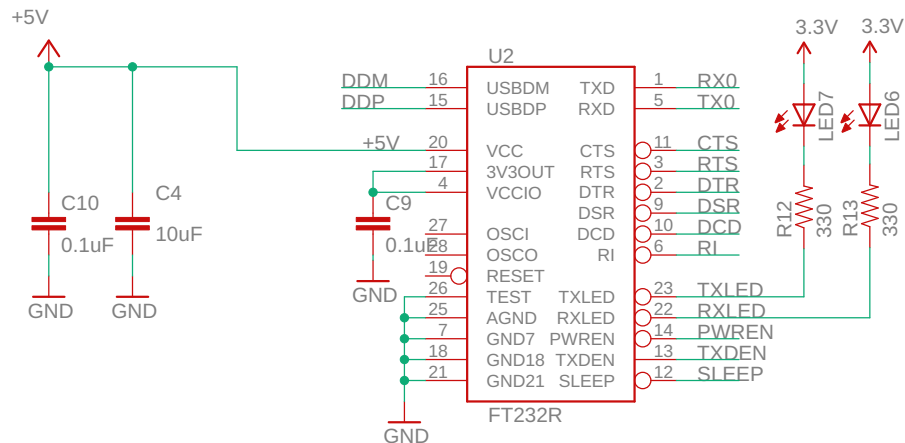 +5V
3.3V
3.3V
U2
DDM 16 USBDM TXD 1 RX0
DDP 15 USBDP RXD 5 TX0
LED7
LED6
+5V 20 VCC CTS 11 CTS
17 3V3OUT RTS 3 RTS
4 VCCIO DTR 2 DTR
C10
C4
C9
DSR 9 DSR
R12
330
R13
330
0.1uF
10uF
0.1uF
27 OSCI DCD 10 DCD
28 OSCO RI 6 RI
19 RESET
GND
GND
GND
26 TEST TXLED 23 TXLED
25 AGND RXLED 22 RXLED
7 GND7 PWREN 14 PWREN
18 GND18 TXDEN 13 TXDEN
21 GND21 SLEEP 12 SLEEP
FT232R
GND